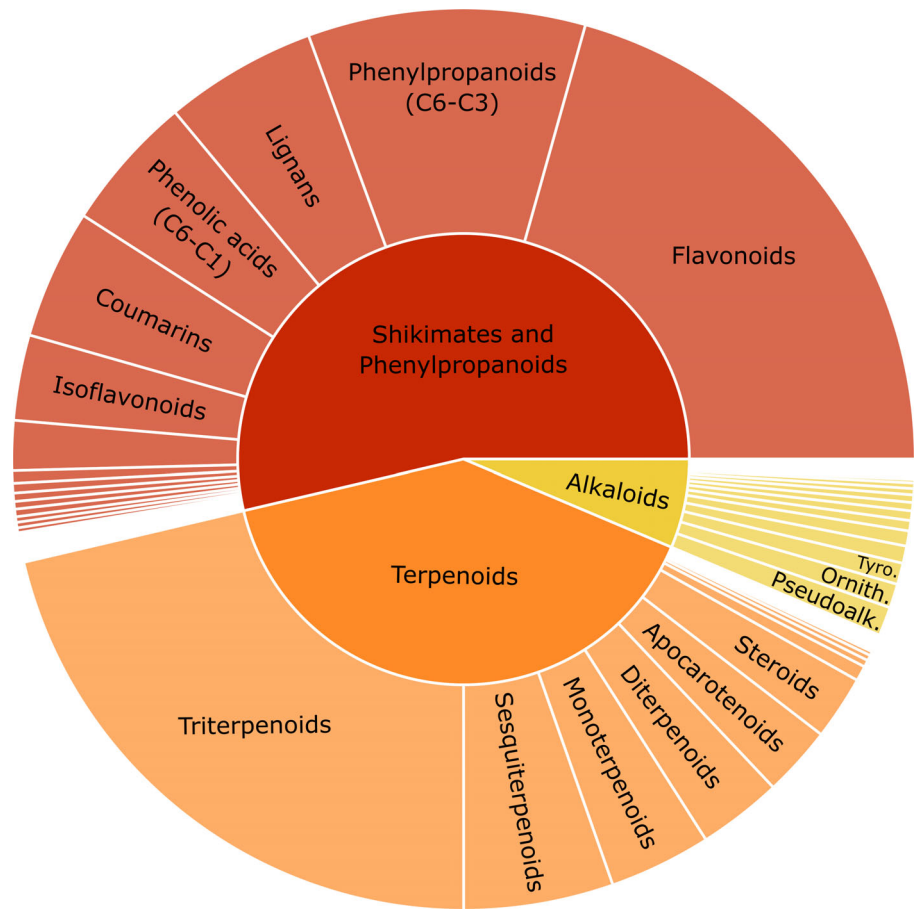 Phenylpropanoids
(C6-C3)
Flavonoids
Lignans
Phenolic acids
(C6-C1)
Coumarins
Isoflavonoids
Shikimates and
Phenylpropanoids
Alkaloids
Terpenoids
Tyro.
Ornith.
Pseudoalk.
Steroids
Apocarotenoids
Diterpenoids
Monoterpenoids
Sesquiterpenoids
Triterpenoids